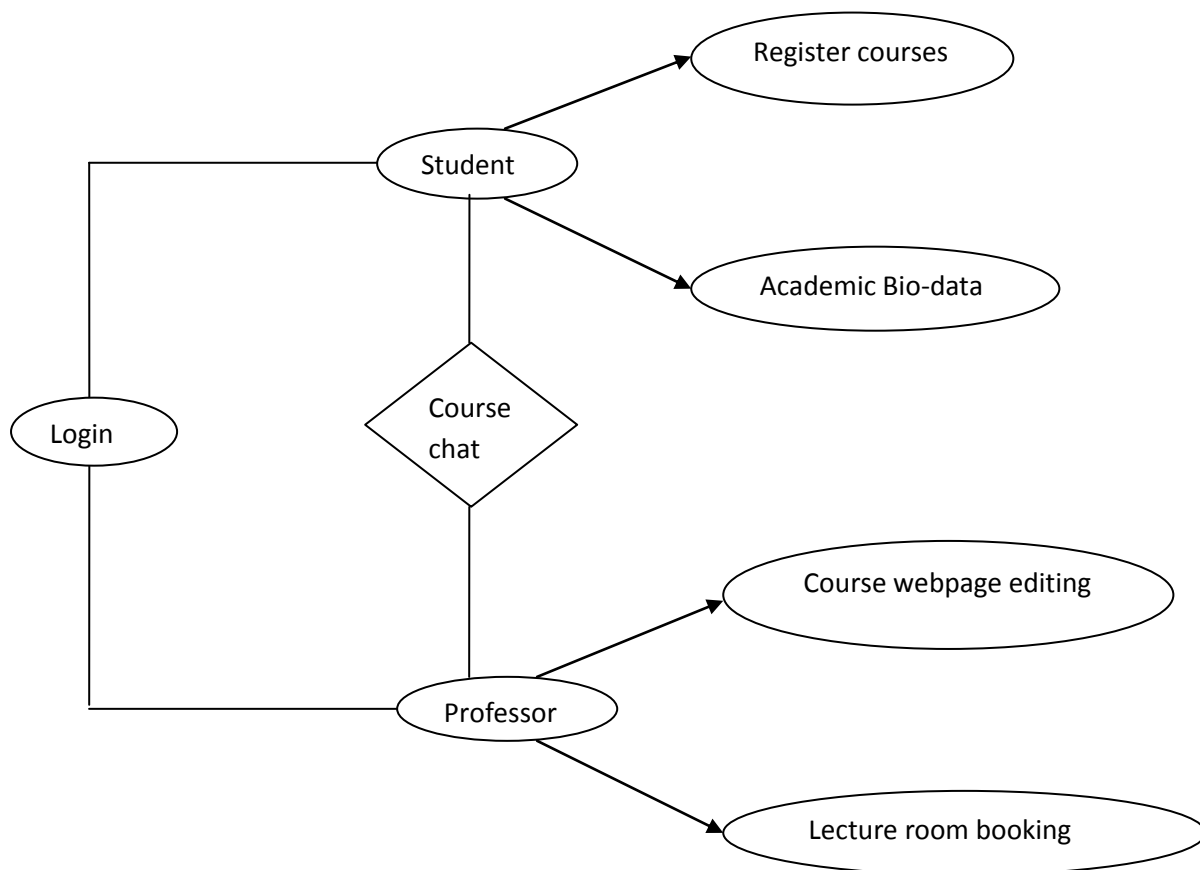 Register courses
Student
Academic Bio-data
Course
chat
Login
Course webpage editing
Professor
Lecture room booking